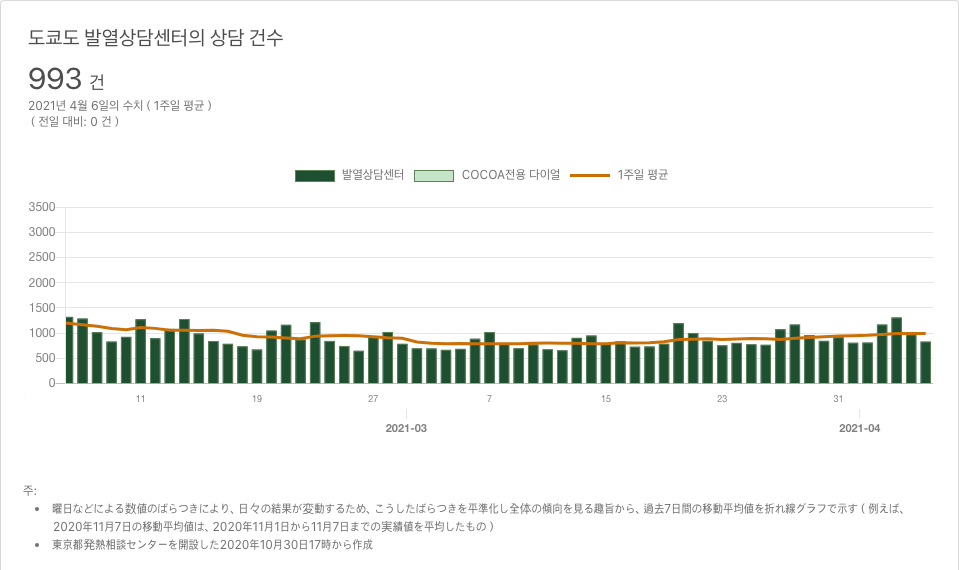 도쿄도 발열상담센터의 상담 건수
993 건
2021년 4월 6일의 수치 ( 1주일 평균 )
( 전일 대비: 0 건 )
발열상담센터 COCOA전용 다이얼 1주일 평균
3500
3000
2500
2000
1500
1000
500
0
11 19 27 7 15 23 31
2021-03 2021-04
주:
• 曜日などによる数値のばらつきにより、日々の結果が変動するため、こうしたばらつきを平準化し全体の傾向を見る趣旨から、過去7日間の移動平均値を折れ線グラフで示す ( 例えば、
2020年11月7日の移動平均値は、2020年11月1日から11月7日までの実績値を平均したもの )
• 東京都発熱相談センターを開設した2020年10月30日17時から作成